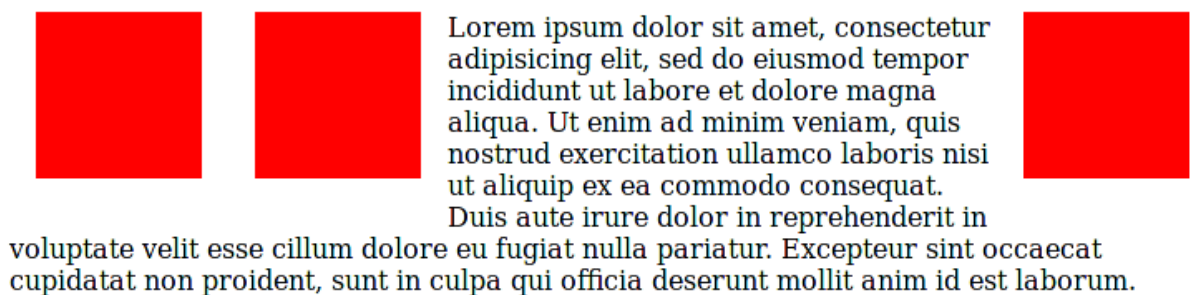 Lorem ipsum dolor sit amet, consectetur
adipisicing elit, sed do eiusmod tempor
incididunt ut labore et dolore magna
aliqua. Ut enim ad minim veniam, quis
nostrud exercitation ullamco laboris nisi
ut aliquip ex ea commodo consequat.
Duis aute irure dolor in reprehenderit in
voluptate velit esse cillum dolore eu fugiat nulla pariatur. Excepteur sint occaecat
cupidatat non proident, sunt in culpa qui officia deserunt mollit anim id est laborum.